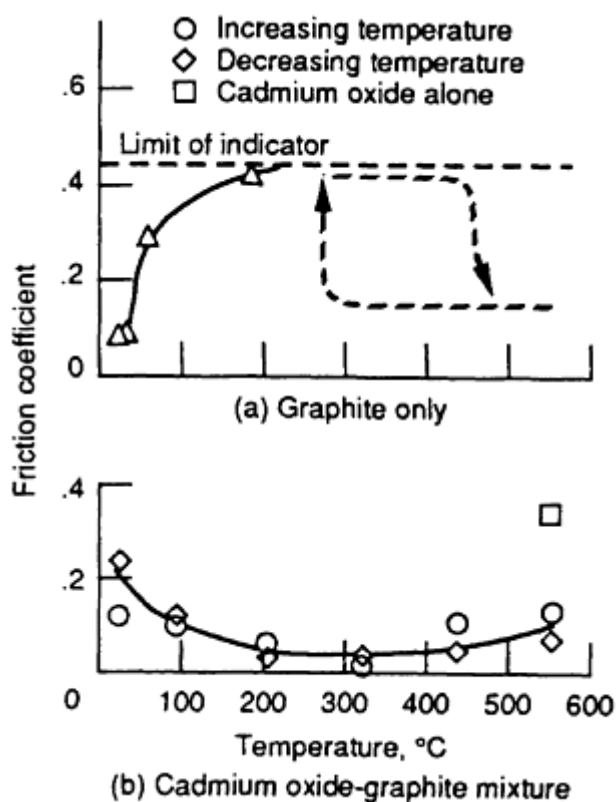 Increasing temperature
Decreasing temperature
Cadmium oxide alone
.6
Limit of indicator
.4
.2
0
(a) Graphite only
Friction coefficient
.4
.2
0 100 200 300 400 500 600
Temperature, °C
(b) Cadmium oxide-graphite mixture